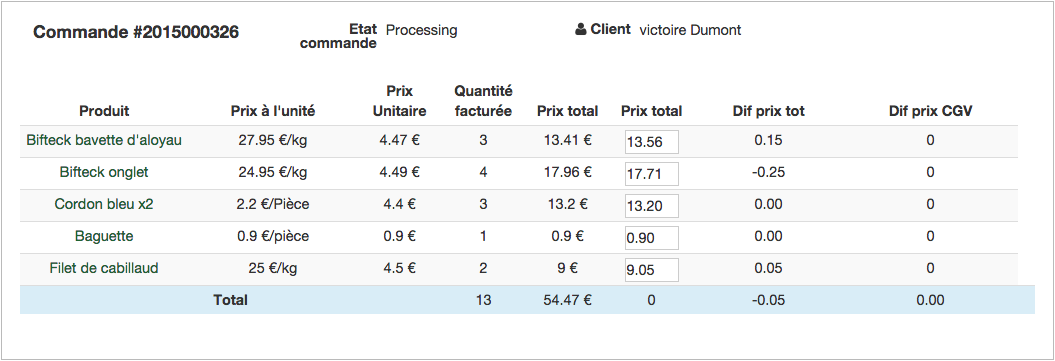 Commande #2015000326 Etat commande Processing Client victoire Dumont
Produit Prix à l'unité Prix Unitaire Quantité facturée Prix total Prix total Dif prix tot Dif prix CGV
Bifteck bavette d'aloyau 27.95 €/kg 4.47 € 3 13.41 € 13.56 0.15 0
Bifteck onglet 24.95 €/kg 4.49 € 4 17.96 € 17.71 -0.25 0
Cordon bleu x2 2.2 €/Pièce 4.4 € 3 13.2 € 13.20 0.00 0
Baguette 0.9 €/pièce 0.9 € 1 0.9 € 0.90 0.00 0
Filet de cabillaud 25 €/kg 4.5 € 2 9 € 9.05 0.05 0
Total 13 54.47 € 0 -0.05 0.00